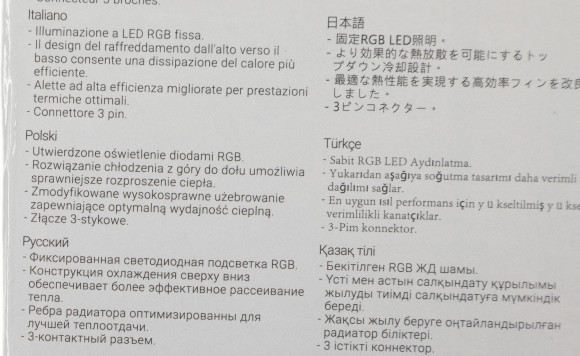 Connecteur 3 broches.
Italiano
- Illuminazione a LED RGB fissa.
- Il design del raffreddamento dall'alto verso il
basso consente una dissipazione del calore più
efficiente.
- Alette ad alta efficienza migliorate per prestazioni
termiche ottimali.
- Connettore 3 pin.
Polski
- Utwierdzone oświetlenie diodami RGB.
- Rozwiązanie chłodzenia z góry do dołu umożliwia
sprawniejsze rozproszenie ciepła.
- Zmodyfikowane wysokosprawne użebrowanie
zapewniające optymalną wydajność cieplną.
- Złącze 3-stykowe.
Русский
- Фиксированная светодиодная подсветка RGB.
- Конструкция охлаждения сверху вниз
обеспечивает более эффективное рассеивание
тепла.
- Ребра радиатора оптимизированны для
лучшей теплоотдачи.
- 3-контактный разъем.
日本語
- 固定RGB LED照明。
- より効果的な熱放散を可能にするトッ
プダウン冷却設計。
- 最適な熱性能を実現する高効率フィンを改良
しました。
- 3ピンコネクター。
Türkçe
- Sabit RGB LED Aydınlatma.
- Yukarıdan aşağıya soğutma tasarımı daha verimli
dağılımı sağlar.
- En uygun ısıl performans için y ü kseltilmiş y ü kse
verimlilikli kanatçıklar.
- 3-Pim konnektor.
Қазақ тілі
- Бекітілген RGB ЖД шамы.
- Үсті мен астын салқындату құрылымы
жылуды тиімді салқындатуға мүмкіндік
береді.
- Жақсы жылу беруге оңтайландырылған
радиатор біліктері.
- 3 істікті коннектор.